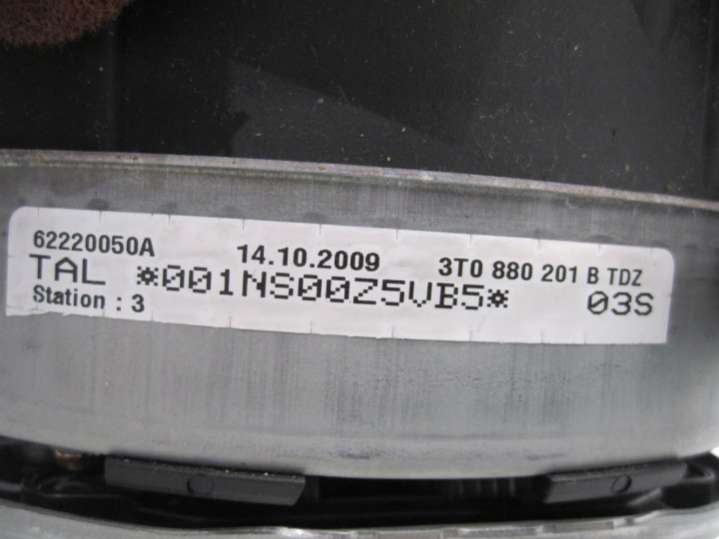 62220050A 14.10.2009 3T0 880 201 B TDZ
TAL *001NS00Z5VB5* 03S
Station : 3